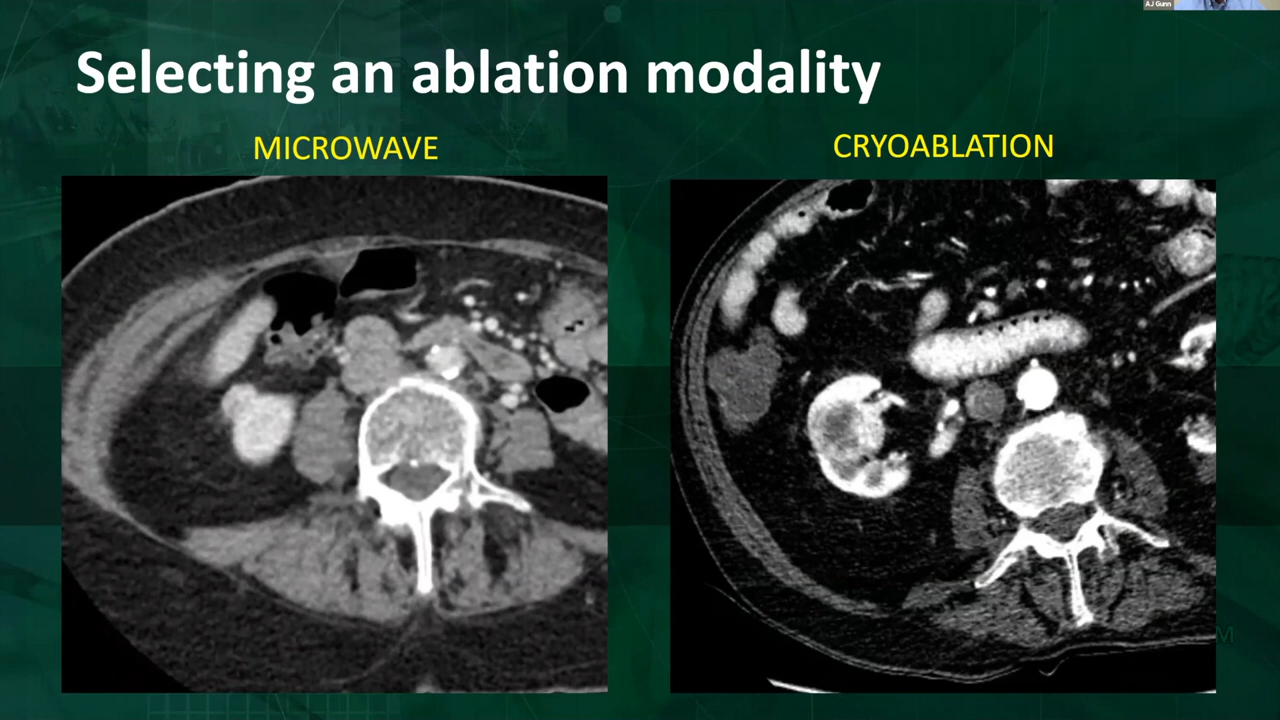 AJ Gunn
Selecting an ablation modality
MICROWAVE
CRYOABLATION
M